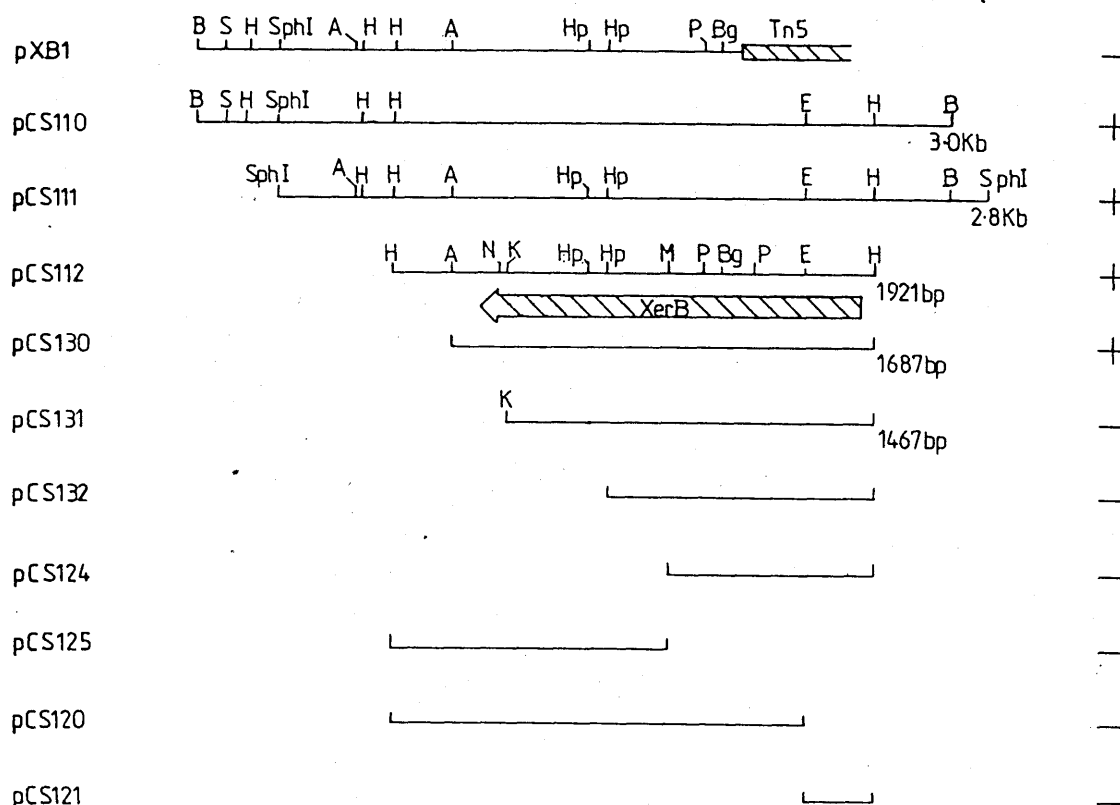 B S H SphI A H H A Hp Hp P Bg Tn5
pXB1 –
B S H SphI H H E H B
pCS110 3·0Kb +
SphI A H H A Hp Hp E H B SphI
pCS111 2·8Kb +
H A N K Hp Hp M P Bg P E H
pCS112 1921bp +
XerB
pCS130 1687bp +
K
pCS131 1467bp –
pCS132 –
pCS124 –
pCS125 –
pCS120 –
pCS121 –